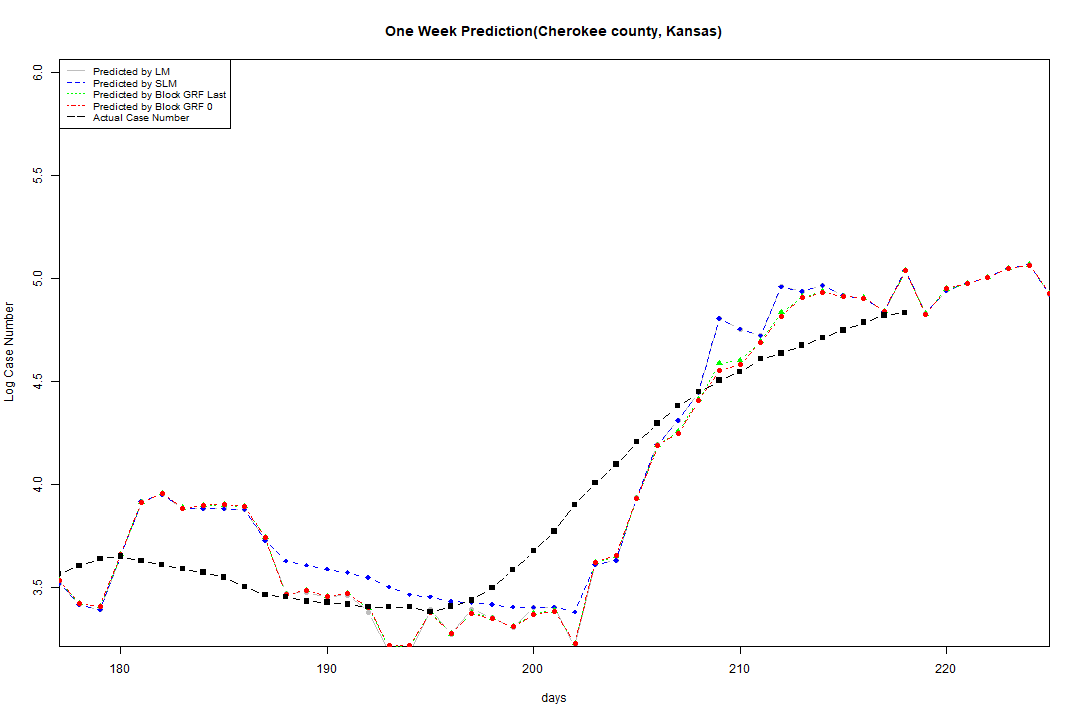 One Week Prediction(Cherokee county, Kansas)
Predicted by LM
Predicted by SLM
Predicted by Block GRF Last
Predicted by Block GRF 0
Actual Case Number
6.0
5.5
5.0
4.5
4.0
3.5
Log Case Number
180 190 200 210 220
days